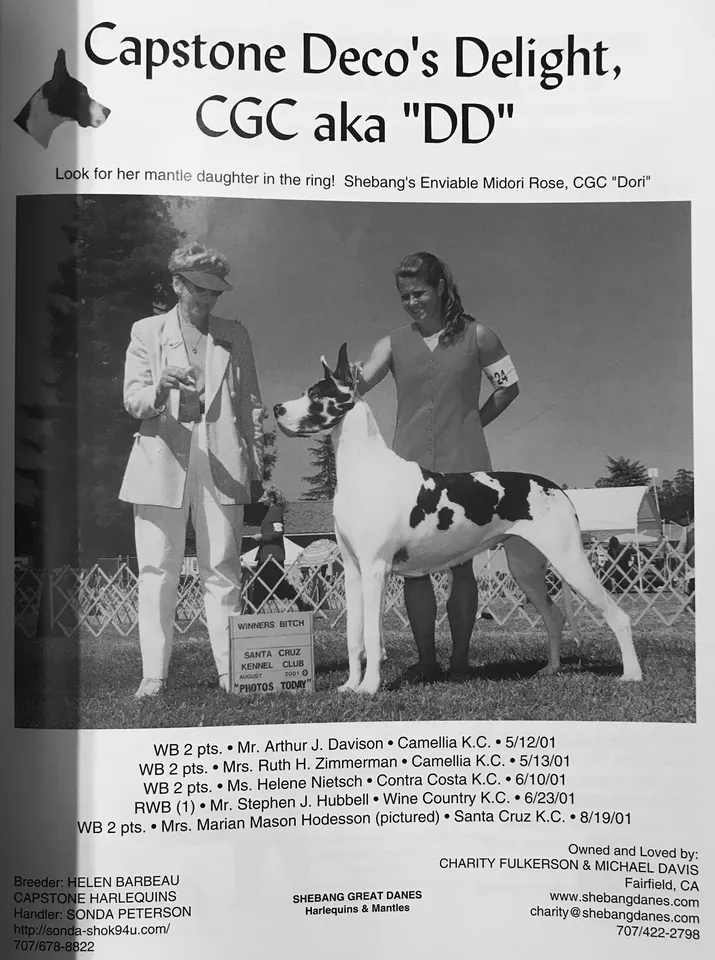 Capstone Deco's Delight,
CGC aka "DD"
Look for her mantle daughter in the ring!  Shebang's Enviable Midori Rose, CGC "Dori"
24
WINNERS BITCH
SANTA CRUZ
KENNEL CLUB
AUGUST 2001
"PHOTOS TODAY"
WB 2 pts. • Mr. Arthur J. Davison • Camellia K.C. • 5/12/01
WB 2 pts. • Mrs. Ruth H. Zimmerman • Camellia K.C. • 5/13/01
WB 2 pts. • Ms. Helene Nietsch • Contra Costa K.C. • 6/10/01
RWB (1) • Mr. Stephen J. Hubbell • Wine Country K.C. • 6/23/01
WB 2 pts. • Mrs. Marian Mason Hodesson (pictured) • Santa Cruz K.C. • 8/19/01
Breeder: HELEN BARBEAU
CAPSTONE HARLEQUINS
Handler: SONDA PETERSON
http://sonda-shok94u.com/
707/678-8822
SHEBANG GREAT DANES
Harlequins & Mantles
Owned and Loved by:
CHARITY FULKERSON & MICHAEL DAVIS
Fairfield, CA
www.shebangdanes.com
charity@shebangdanes.com
707/422-2798